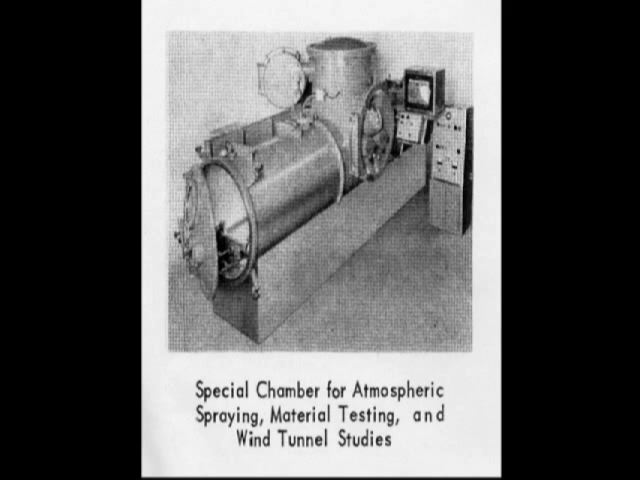 Special Chamber for Atmospheric
Spraying, Material Testing, and
Wind Tunnel Studies